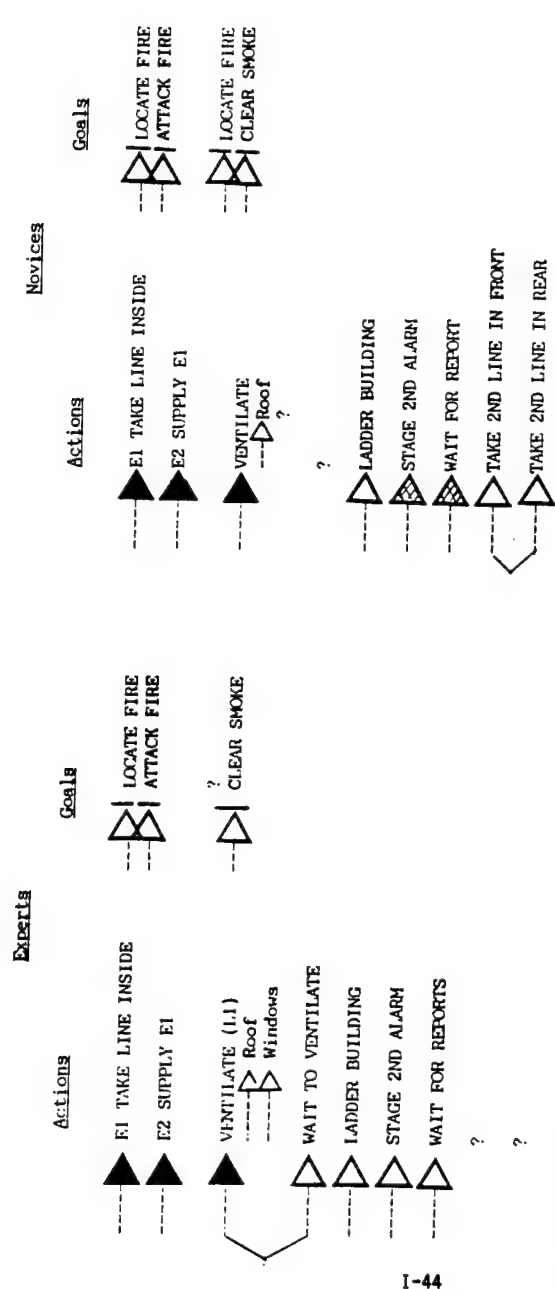 Experts
Actions
E1 TAKE LINE INSIDE
E2 SUPPLY E1
VENTILATE (L1)
Roof
Windows
WAIT TO VENTILATE
LADDER BUILDING
STAGE 2ND ALARM
WAIT FOR REPORTS
?
?
Goals
LOCATE FIRE
ATTACK FIRE
?
CLEAR SMOKE
Novices
Actions
E1 TAKE LINE INSIDE
E2 SUPPLY E1
VENTILATE
Roof
?
?
LADDER BUILDING
STAGE 2ND ALARM
WAIT FOR REPORT
TAKE 2ND LINE IN FRONT
TAKE 2ND LINE IN REAR
Goals
LOCATE FIRE
ATTACK FIRE
LOCATE FIRE
CLEAR SMOKE
I-44